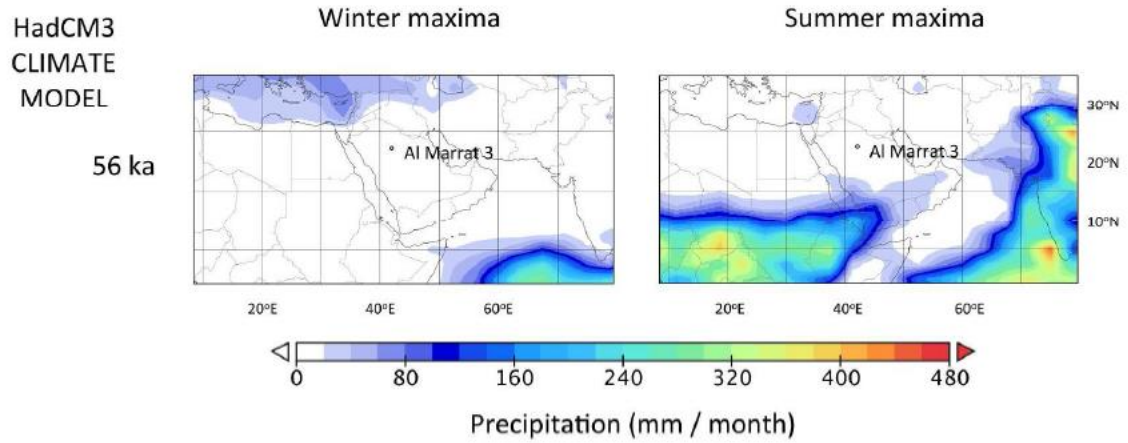 HadCM3
CLIMATE
MODEL
Winter maxima
Summer maxima
56 ka
Al Marrat 3
Al Marrat 3
30°N
20°N
10°N
20°E
40°E
60°E
20°E
40°E
60°E
0
80
160
240
320
400
480
Precipitation (mm / month)